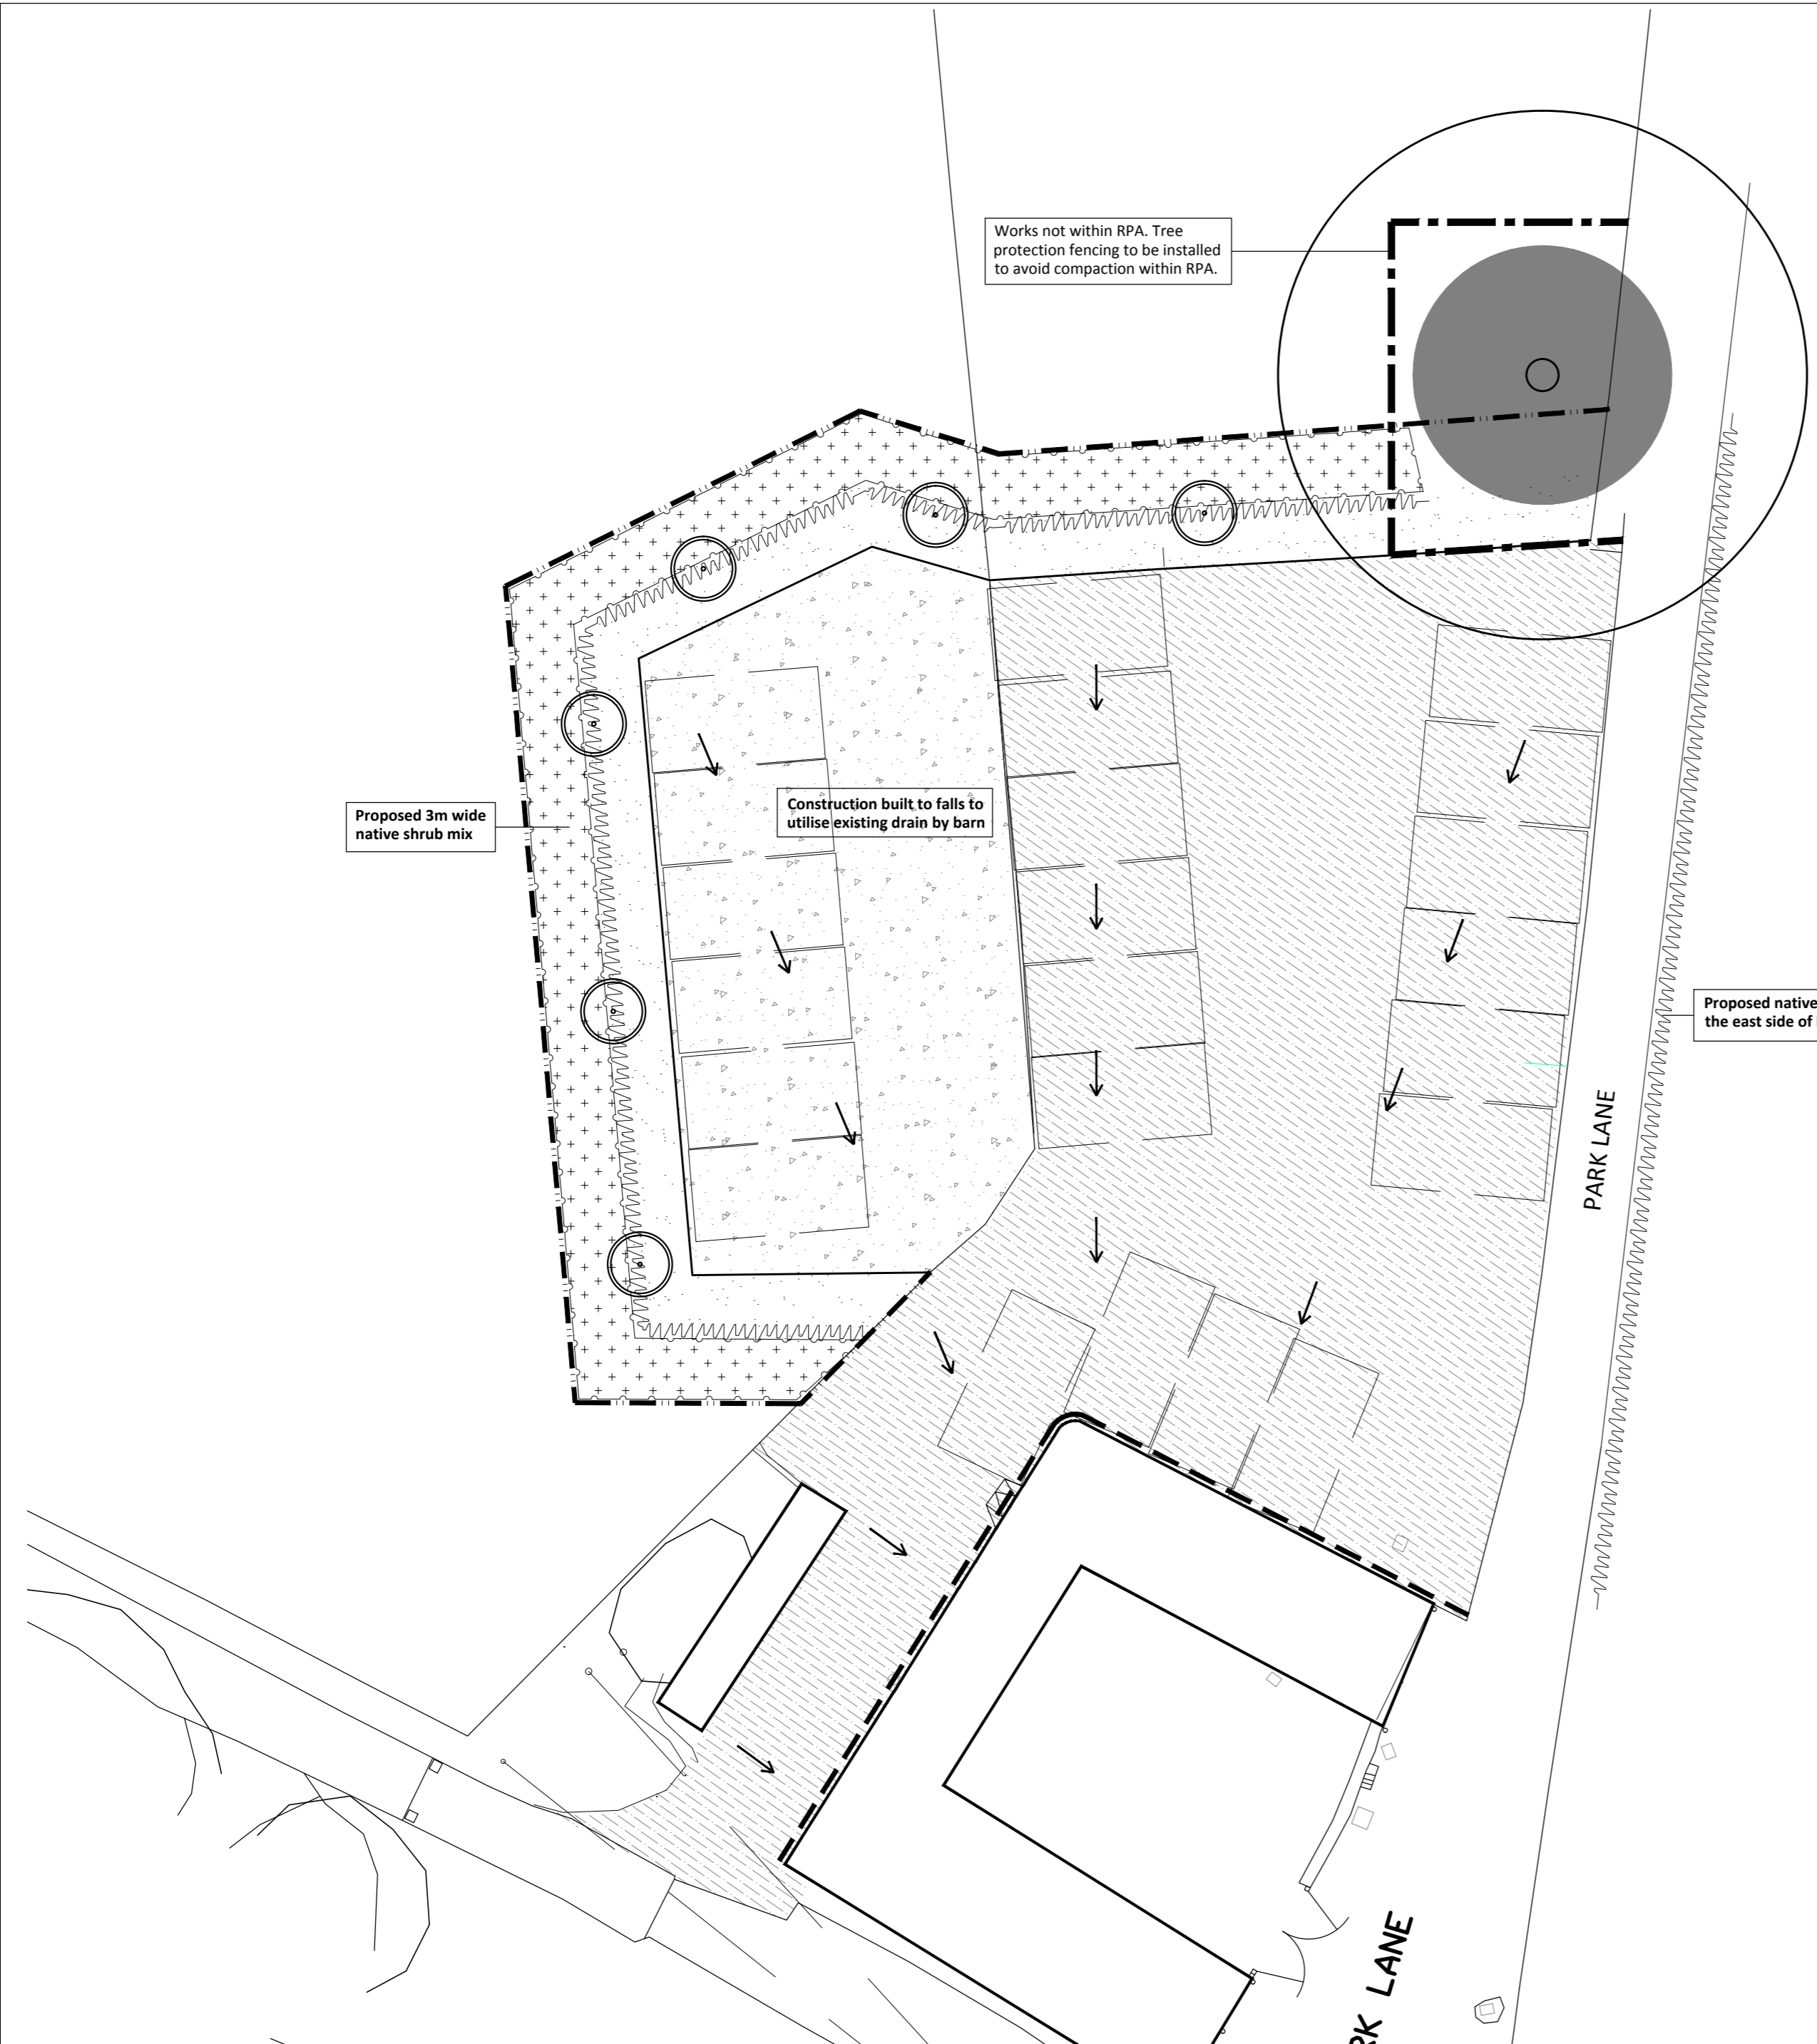 Works not within RPA. Tree
protection fencing to be installed
to avoid compaction within RPA.
Proposed 3m wide
native shrub mix
Construction built to falls to
utilise existing drain by barn
Proposed native
the east side of
PARK LANE
LANE